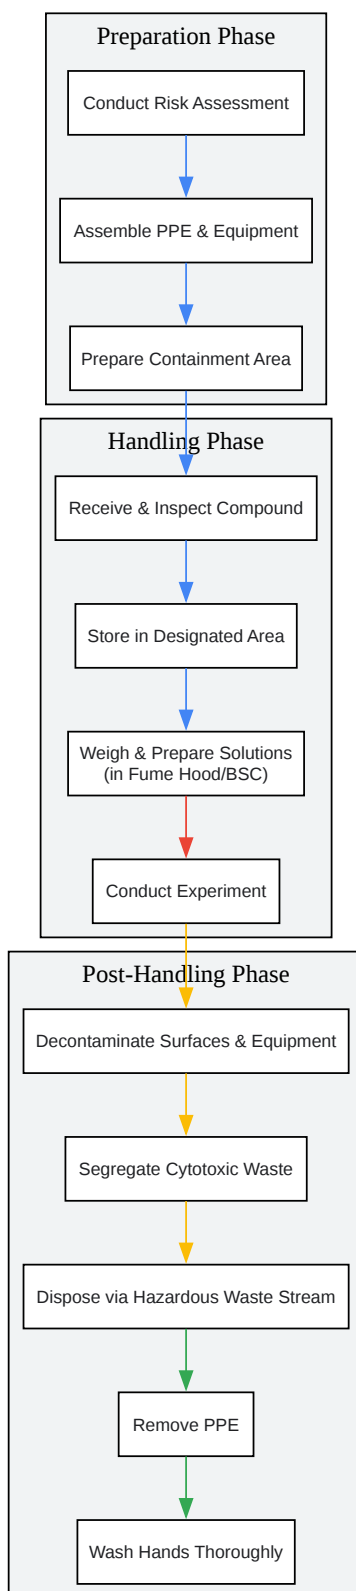 Preparation Phase
Conduct Risk Assessment
Assemble PPE & Equipment
Prepare Containment Area
Handling Phase
Receive & Inspect Compound
Store in Designated Area
Weigh & Prepare Solutions
(in Fume Hood/BSC)
Conduct Experiment
Post-Handling Phase
Decontaminate Surfaces & Equipment
Segregate Cytotoxic Waste
Dispose via Hazardous Waste Stream
Remove PPE
Wash Hands Thoroughly